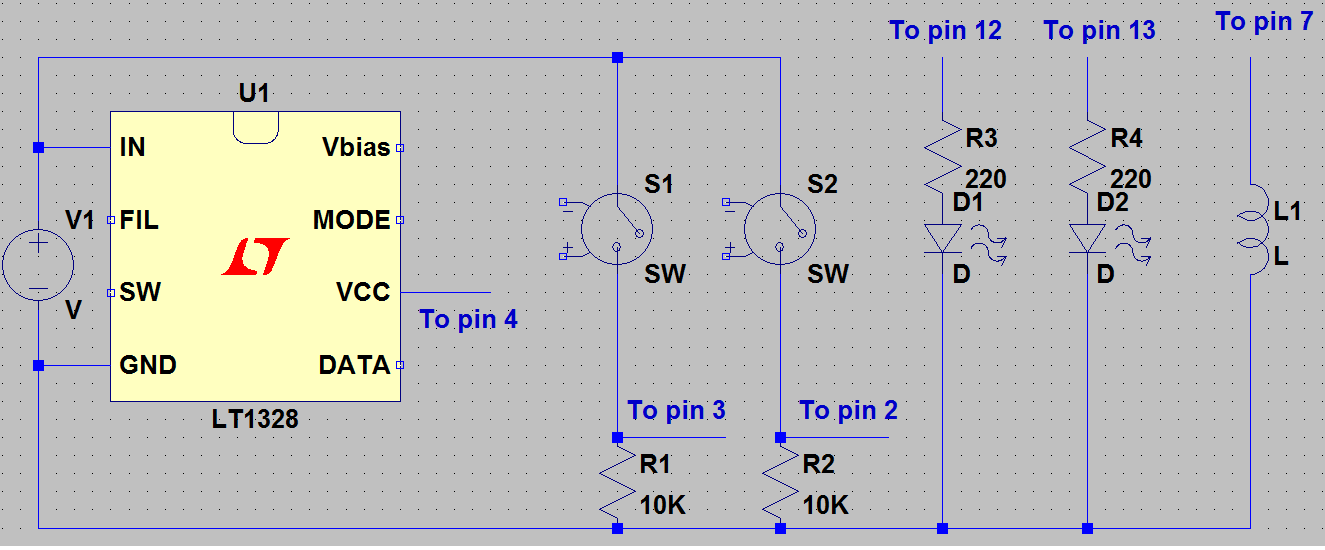 To pin 12
To pin 13
To pin 7
U1
IN
Vbias
R3
R4
220
220
S1
S2
D1
D2
V1
FIL
MODE
L1
+
−
−
+
+
L
SW
SW
D
D
−
SW
VCC
V
To pin 4
GND
DATA
LT1328
To pin 3
To pin 2
R1
R2
10K
10K